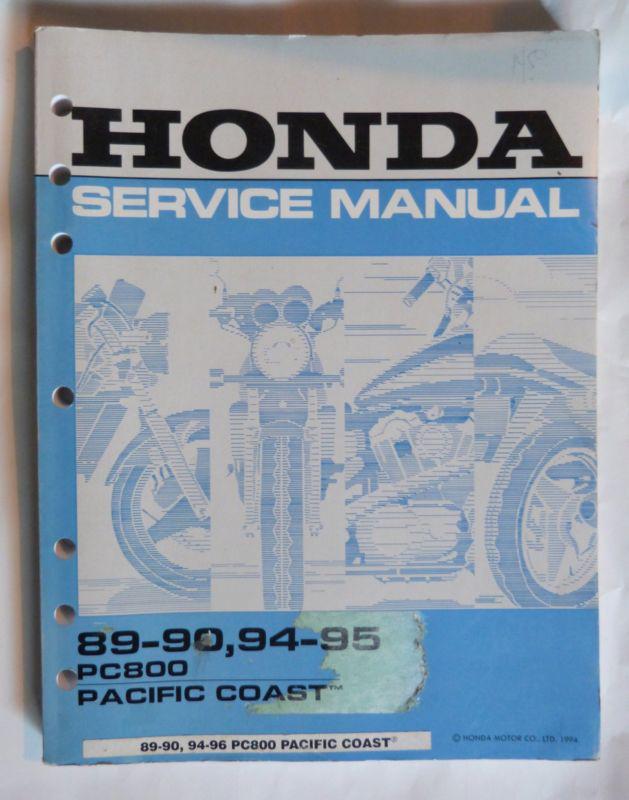 HONDA
SERVICE MANUAL
89-90,94-95
PC800
PACIFIC COAST™
89-90, 94-96 PC800 PACIFIC COAST®
© HONDA MOTOR CO., LTD. 1994